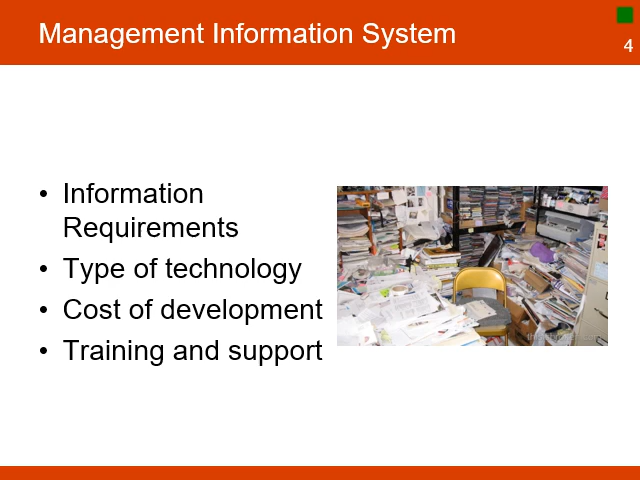 Management Information System
4
• Information
Requirements
• Type of technology
• Cost of development
• Training and support